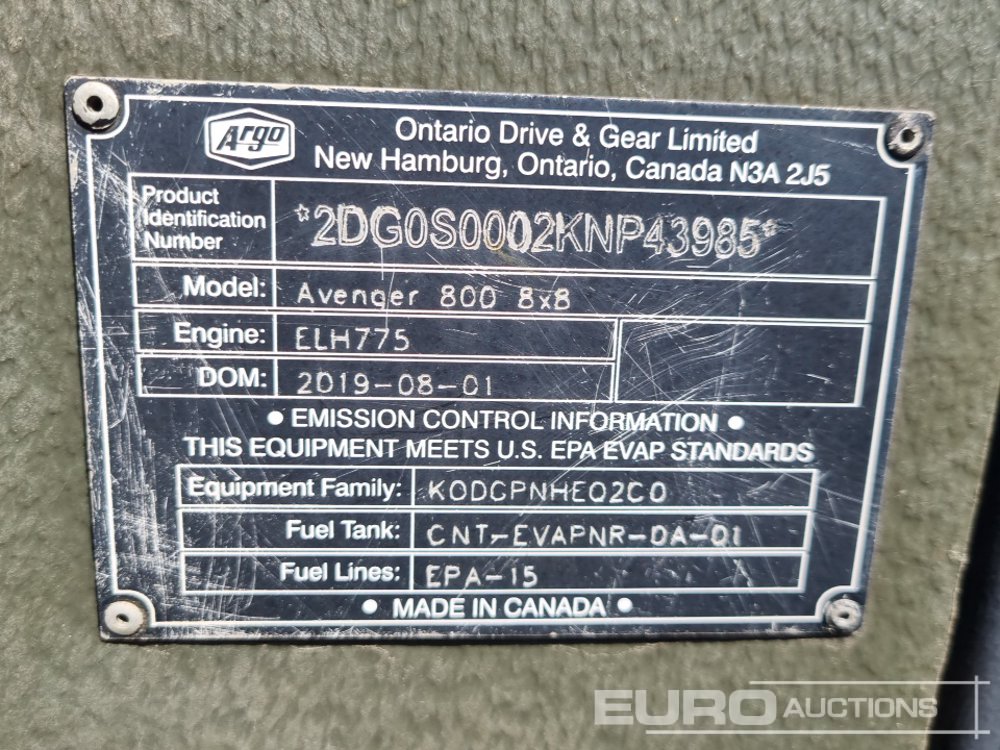 Argo
Ontario Drive & Gear Limited
New Hamburg, Ontario, Canada N3A 2J5
Product Identification Number *2DG0S0002KNP43985*
Model: Avenger 800 8x8
Engine: ELH775
DOM: 2019-08-01
• EMISSION CONTROL INFORMATION •
THIS EQUIPMENT MEETS U.S. EPA EVAP STANDARDS
Equipment Family: KODGPNHEQ2C0
Fuel Tank: CNT-EVAPNR-DA-01
Fuel Lines: EPA-15
• MADE IN CANADA •
EURO AUCTIONS